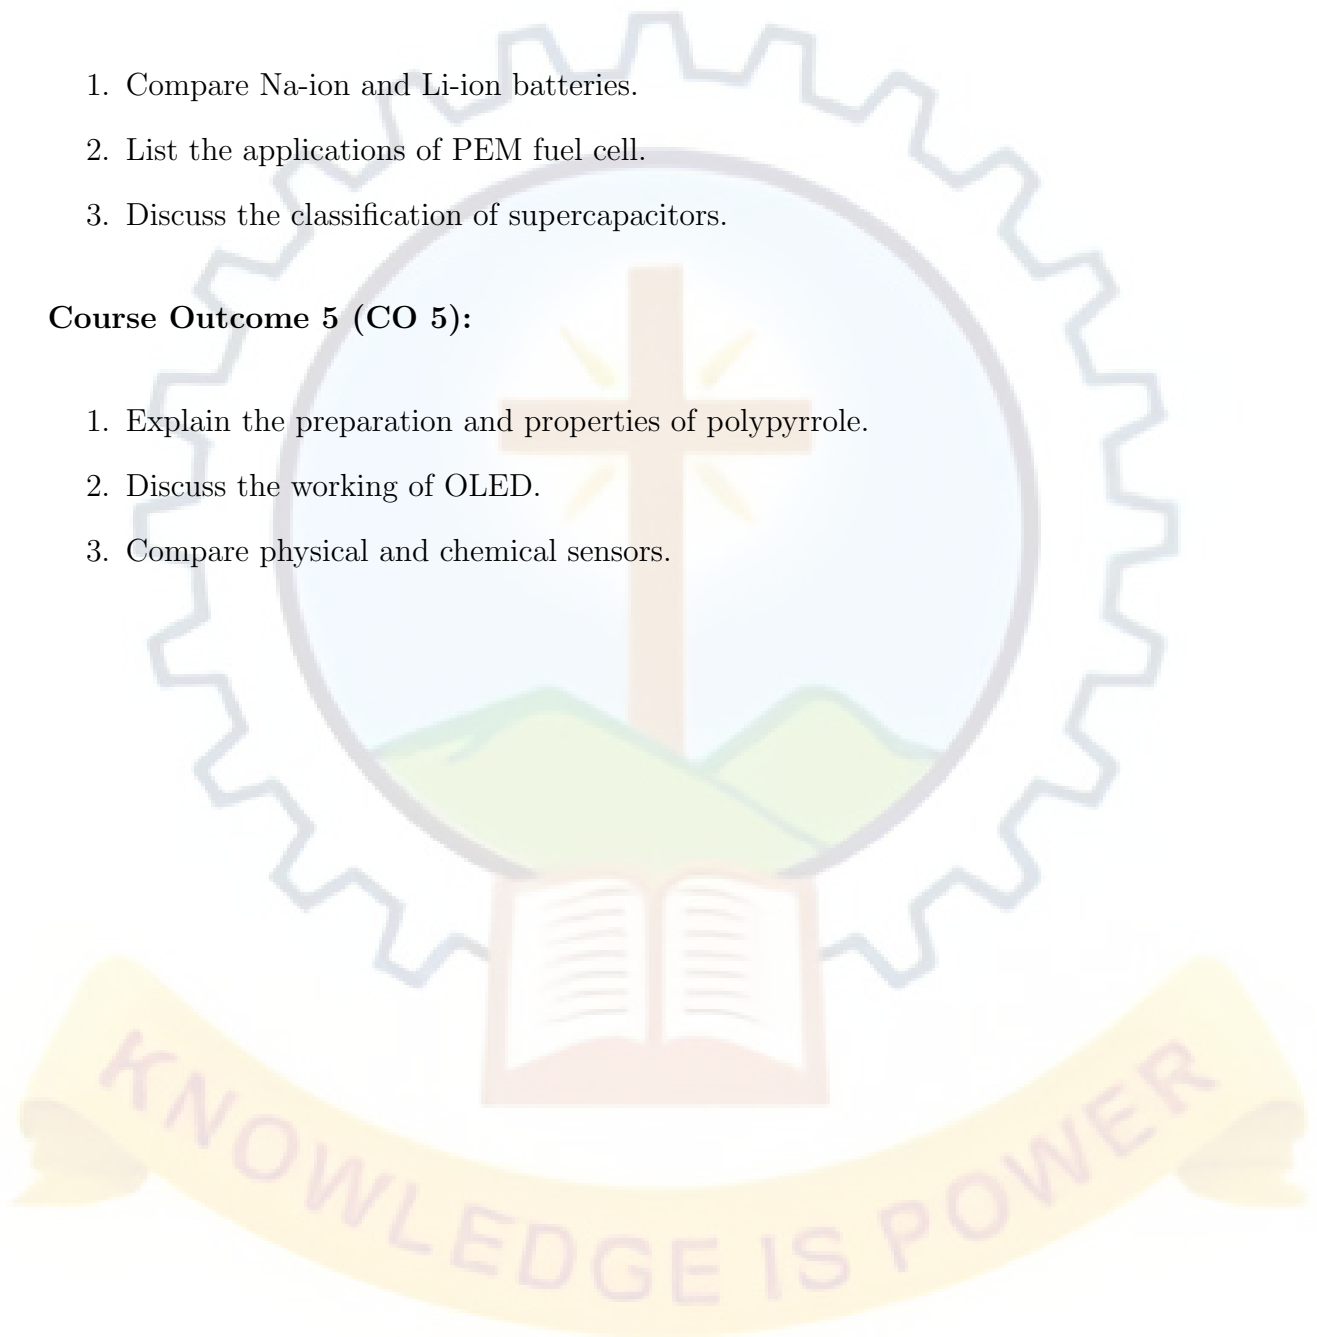 1. Compare Na-ion and Li-ion batteries.
2. List the applications of PEM fuel cell.
3. Discuss the classification of supercapacitors.
Course Outcome 5 (CO 5):
1. Explain the preparation and properties of polypyrrole.
2. Discuss the working of OLED.
3. Compare physical and chemical sensors.
KNOWLEDGE IS POWER